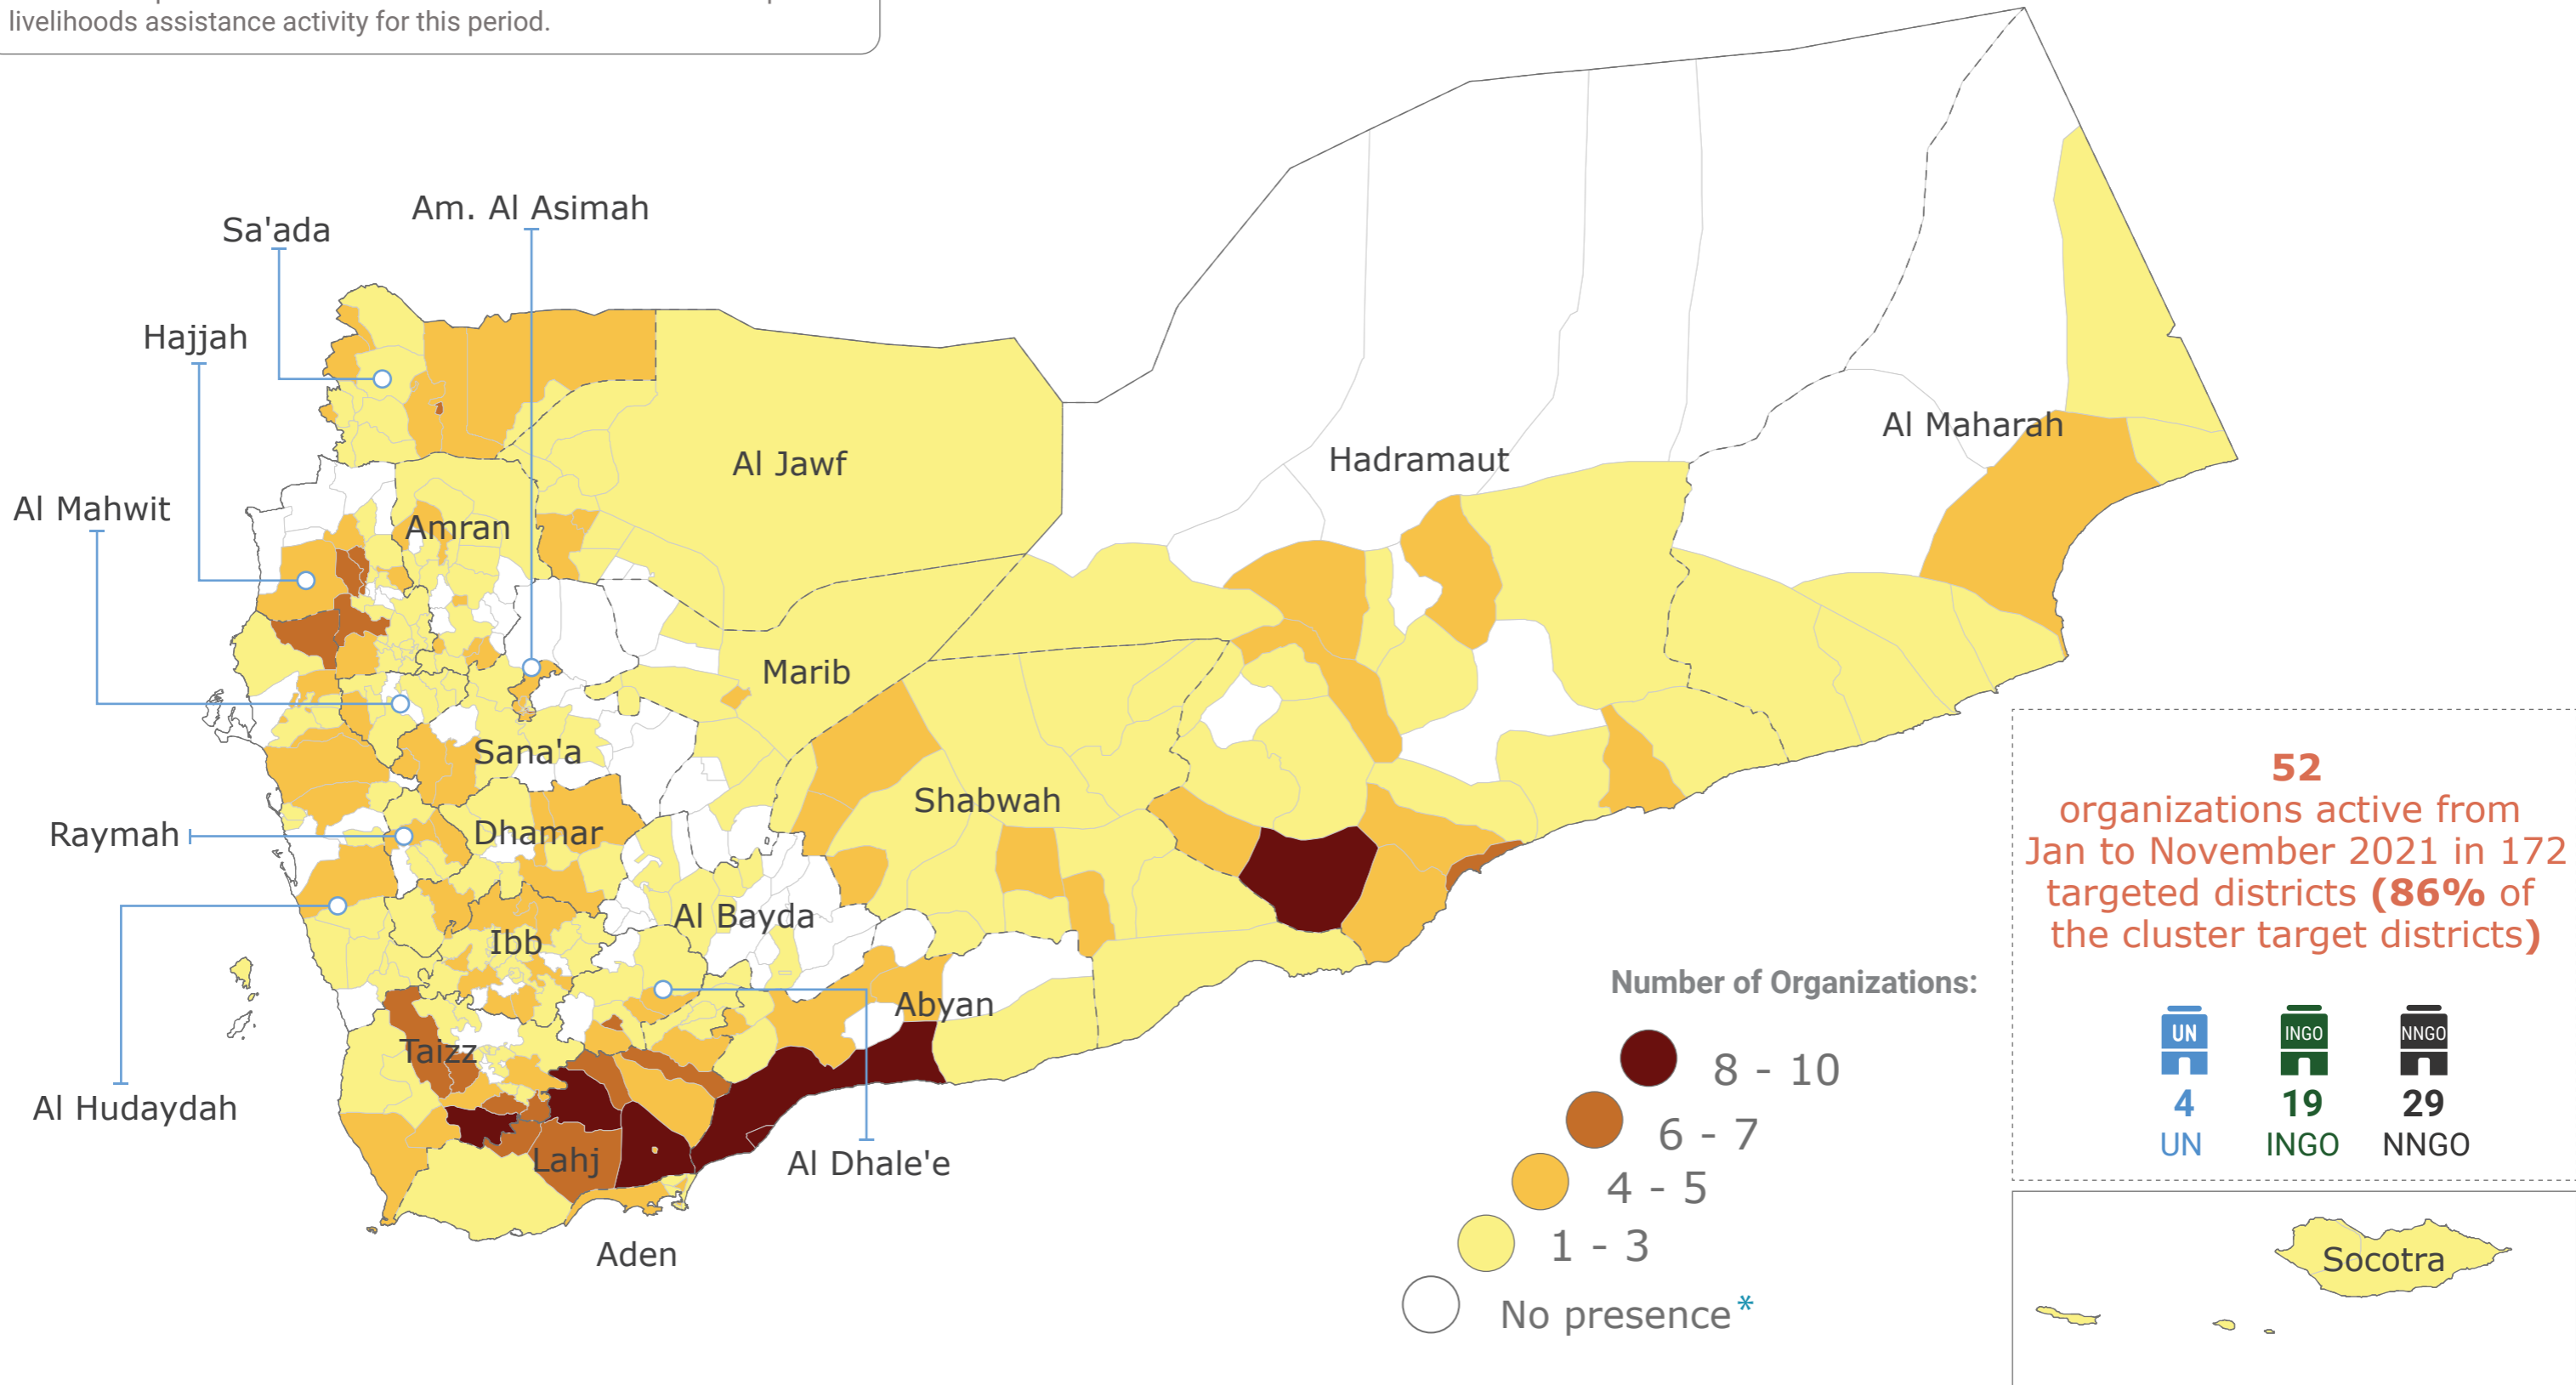 livelihoods assistance activity for this period.
Am. Al Asimah
Sa'ada
Hajjah
Al Mahwit
Amran
Al Jawf
Hadramaut
Al Maharah
Marib
Sana'a
Raymah
Dhamar
Shabwah
Al Bayda
Ibb
Abyan
Taizz
Al Hudaydah
Lahj
Al Dhale'e
Aden
52
organizations active from
Jan to November 2021 in 172
targeted districts (86% of
the cluster target districts)
UN
INGO
NNGO
4
19
29
UN
INGO
NNGO
Number of Organizations:
8 - 10
6 - 7
4 - 5
1 - 3
No presence*
Socotra